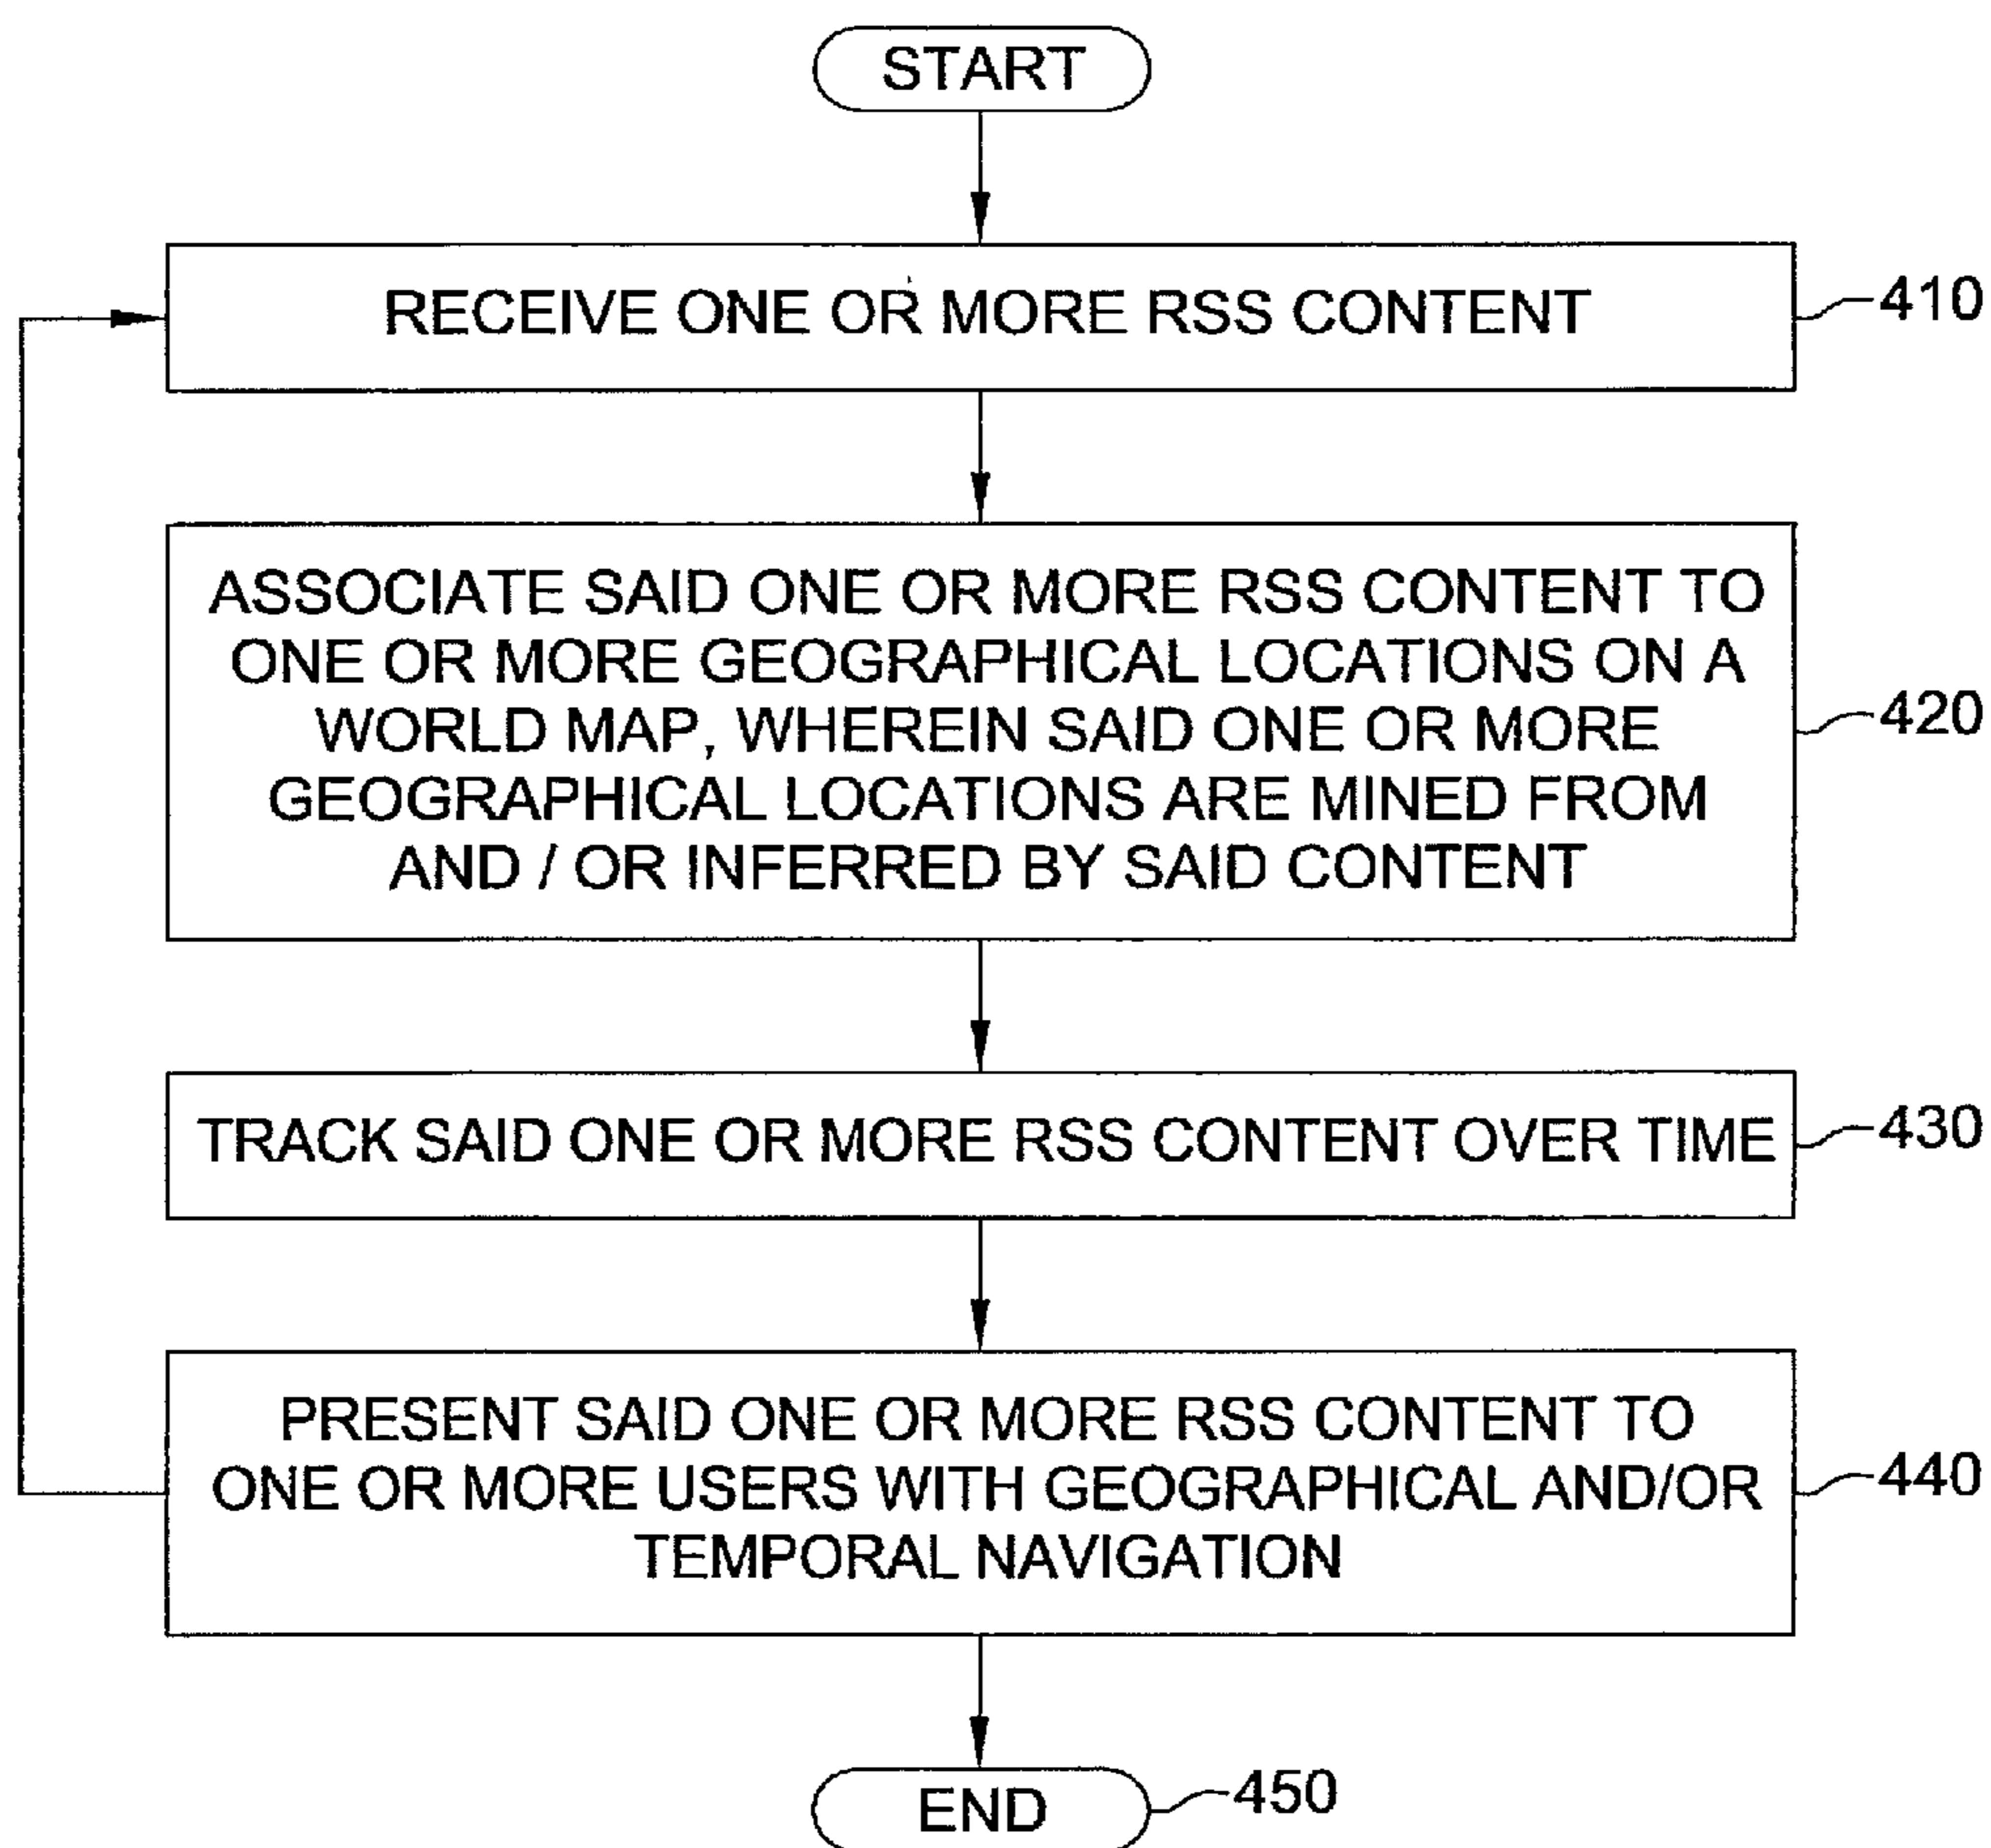 START
RECEIVE ONE OR MORE RSS CONTENT
410
ASSOCIATE SAID ONE OR MORE RSS CONTENT TO
ONE OR MORE GEOGRAPHICAL LOCATIONS ON A
WORLD MAP, WHEREIN SAID ONE OR MORE
GEOGRAPHICAL LOCATIONS ARE MINED FROM
AND / OR INFERRED BY SAID CONTENT
420
TRACK SAID ONE OR MORE RSS CONTENT OVER TIME
430
PRESENT SAID ONE OR MORE RSS CONTENT TO
ONE OR MORE USERS WITH GEOGRAPHICAL AND/OR
TEMPORAL NAVIGATION
440
END
450